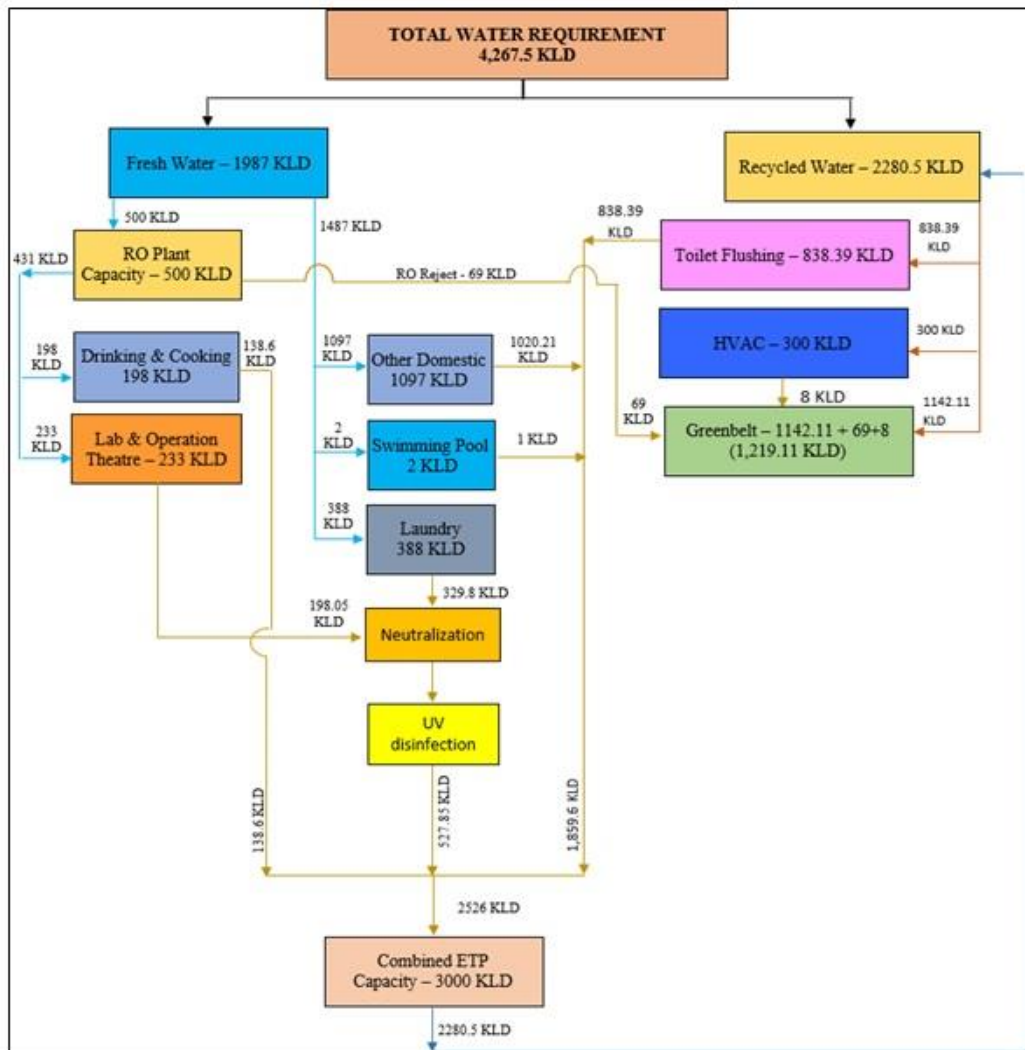 TOTAL WATER REQUIREMENT
4,267.5 KLD
Fresh Water – 1987 KLD
Recycled Water – 2280.5 KLD
500 KLD
1487 KLD
838.39
KLD
838.39
KLD
431 KLD
RO Plant
Capacity – 500 KLD
RO Reject - 69 KLD
Toilet Flushing – 838.39 KLD
198
KLD
Drinking & Cooking
198 KLD
138.6
KLD
1097
KLD
Other Domestic
1097 KLD
1020.21
KLD
HVAC – 300 KLD
300 KLD
8 KLD
233
KLD
Lab & Operation
Theatre – 233 KLD
2
KLD
Swimming Pool
2 KLD
1 KLD
69
KLD
Greenbelt – 1142.11 + 69+8
(1,219.11 KLD)
1142.11
KLD
388
KLD
Laundry
388 KLD
329.8 KLD
198.05
KLD
Neutralization
UV
disinfection
138.6 KLD
527.85 KLD
1,859.6 KLD
2526 KLD
Combined ETP
Capacity – 3000 KLD
2280.5 KLD